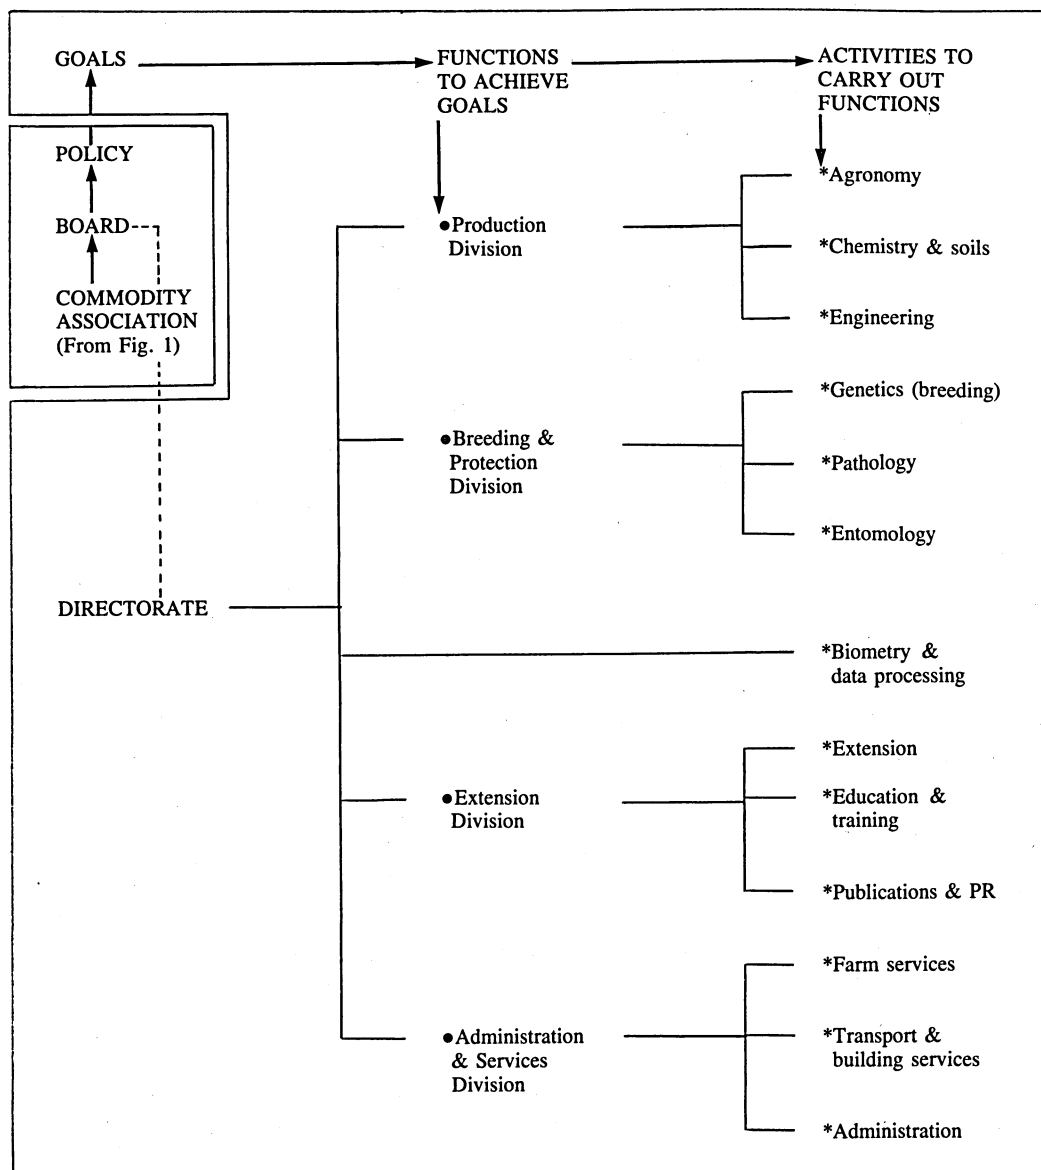 GOALS
FUNCTIONS
TO ACHIEVE
GOALS
ACTIVITIES TO
CARRY OUT
FUNCTIONS
POLICY
BOARD
COMMODITY
ASSOCIATION
(From Fig. 1)
DIRECTORATE
●Production
Division
*Agronomy
*Chemistry & soils
*Engineering
●Breeding &
Protection
Division
*Genetics (breeding)
*Pathology
*Entomology
*Biometry &
data processing
●Extension
Division
*Extension
*Education &
training
*Publications & PR
●Administration
& Services
Division
*Farm services
*Transport &
building services
*Administration